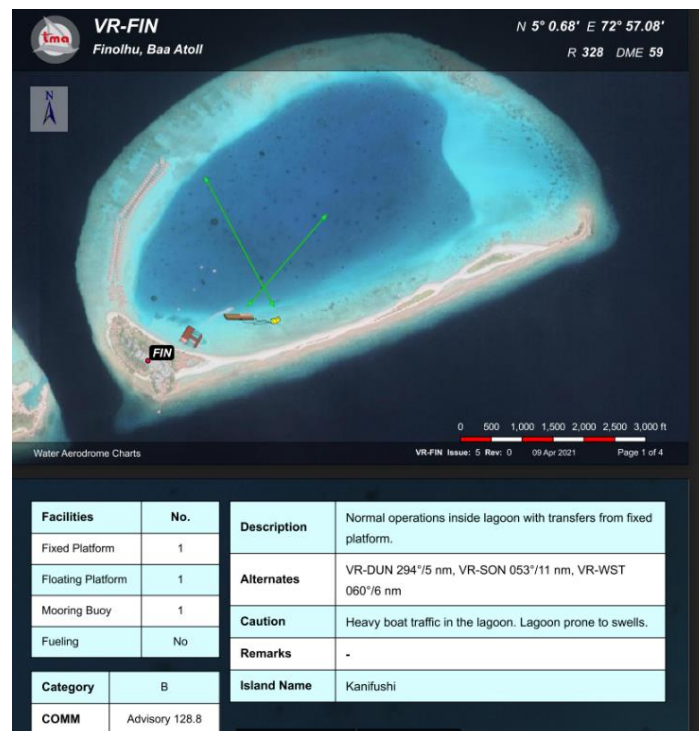 tma
VR-FIN
Finolhu, Baa Atoll
N 5° 0.68' E 72° 57.08'
R 328 DME 59
N
FIN
0 500 1,000 1,500 2,000 2,500 3,000 ft
Water Aerodrome Charts
VR-FIN Issue: 5 Rev: 0 09 Apr 2021 Page 1 of 4
Facilities No.
Fixed Platform 1
Floating Platform 1
Mooring Buoy 1
Fueling No
Category B
COMM Advisory 128.8
Description Normal operations inside lagoon with transfers from fixed
platform.
Alternates VR-DUN 294°/5 nm, VR-SON 053°/11 nm, VR-WST
060°/6 nm
Caution Heavy boat traffic in the lagoon. Lagoon prone to swells.
Remarks -
Island Name Kanifushi